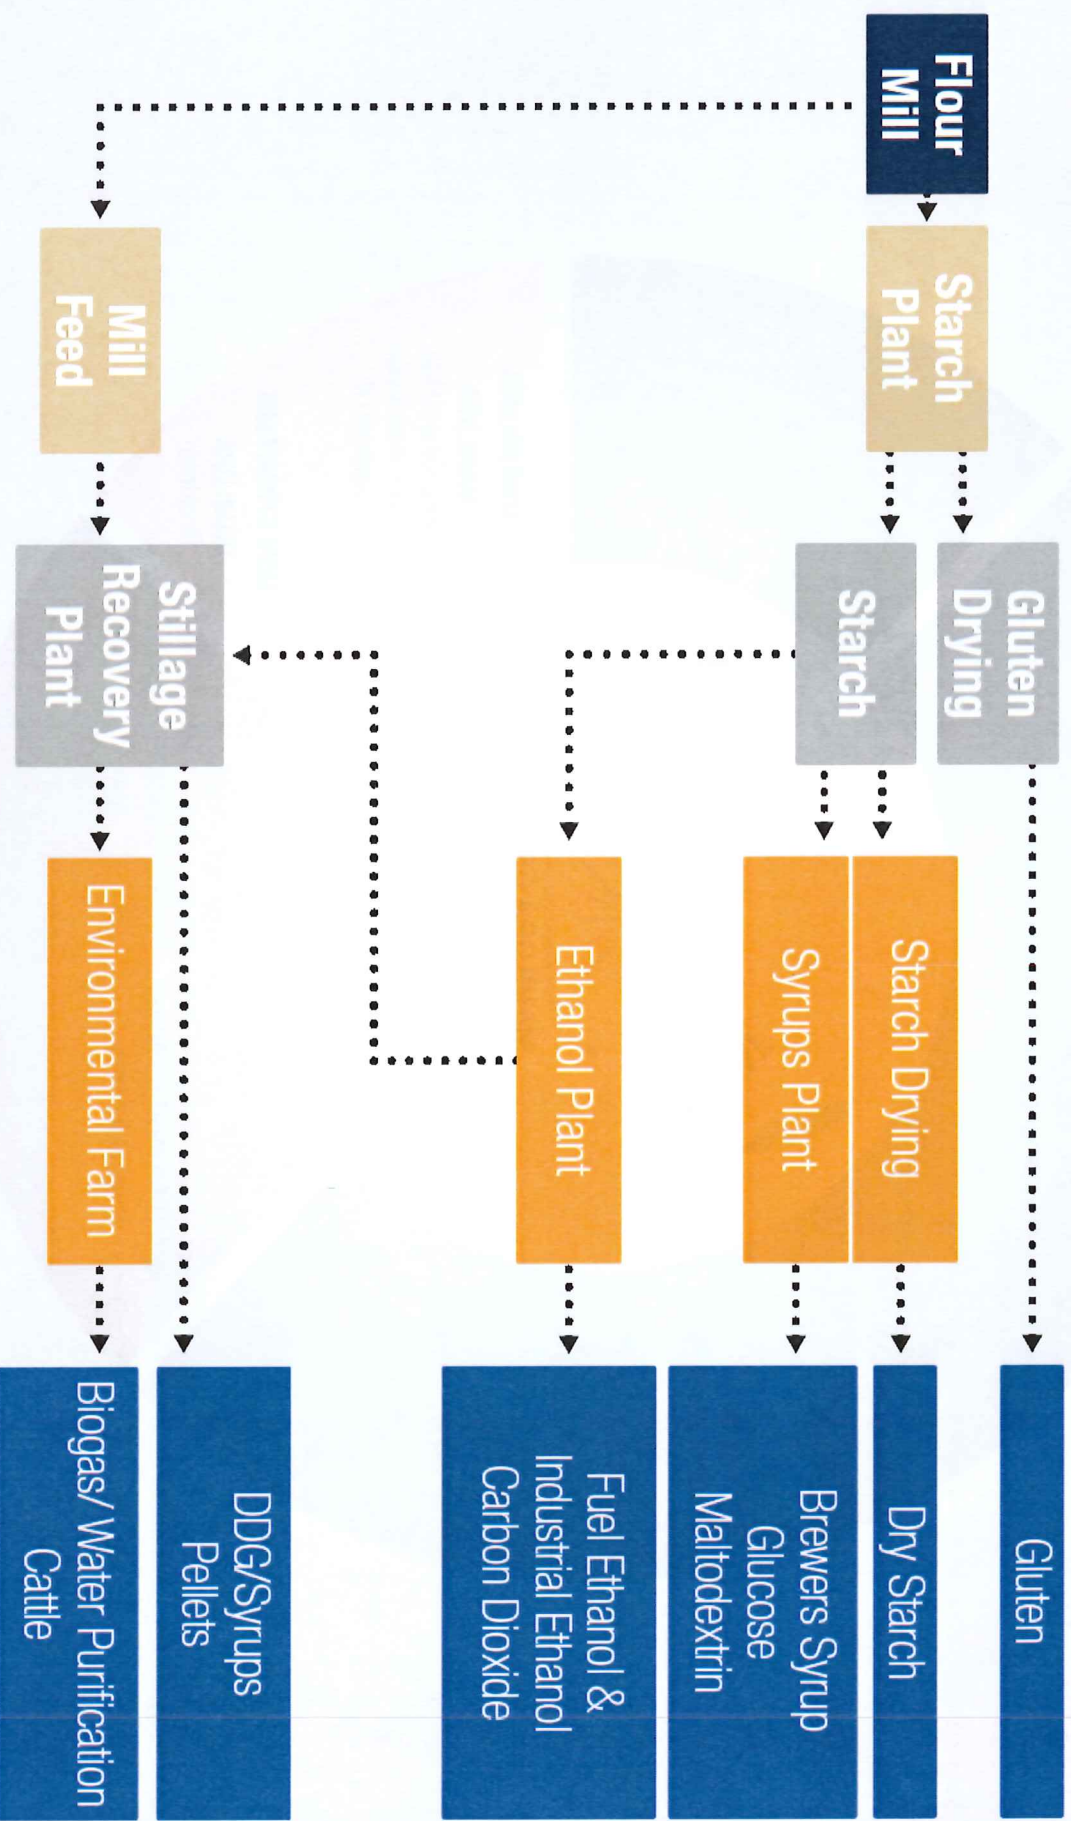 Flour
Mill
Starch
Plant
Mill
Feed
Gluten
Drying
Starch
Stillage
Recovery
Plant
Starch Drying
Syrups Plant
Ethanol Plant
Environmental Farm
Gluten
Dry Starch
Brewers Syrup
Glucose
Maltodextrin
Fuel Ethanol &
Industrial Ethanol
Carbon Dioxide
DDG/Syrups
Pellets
Biogas/ Water Purification
Cattle